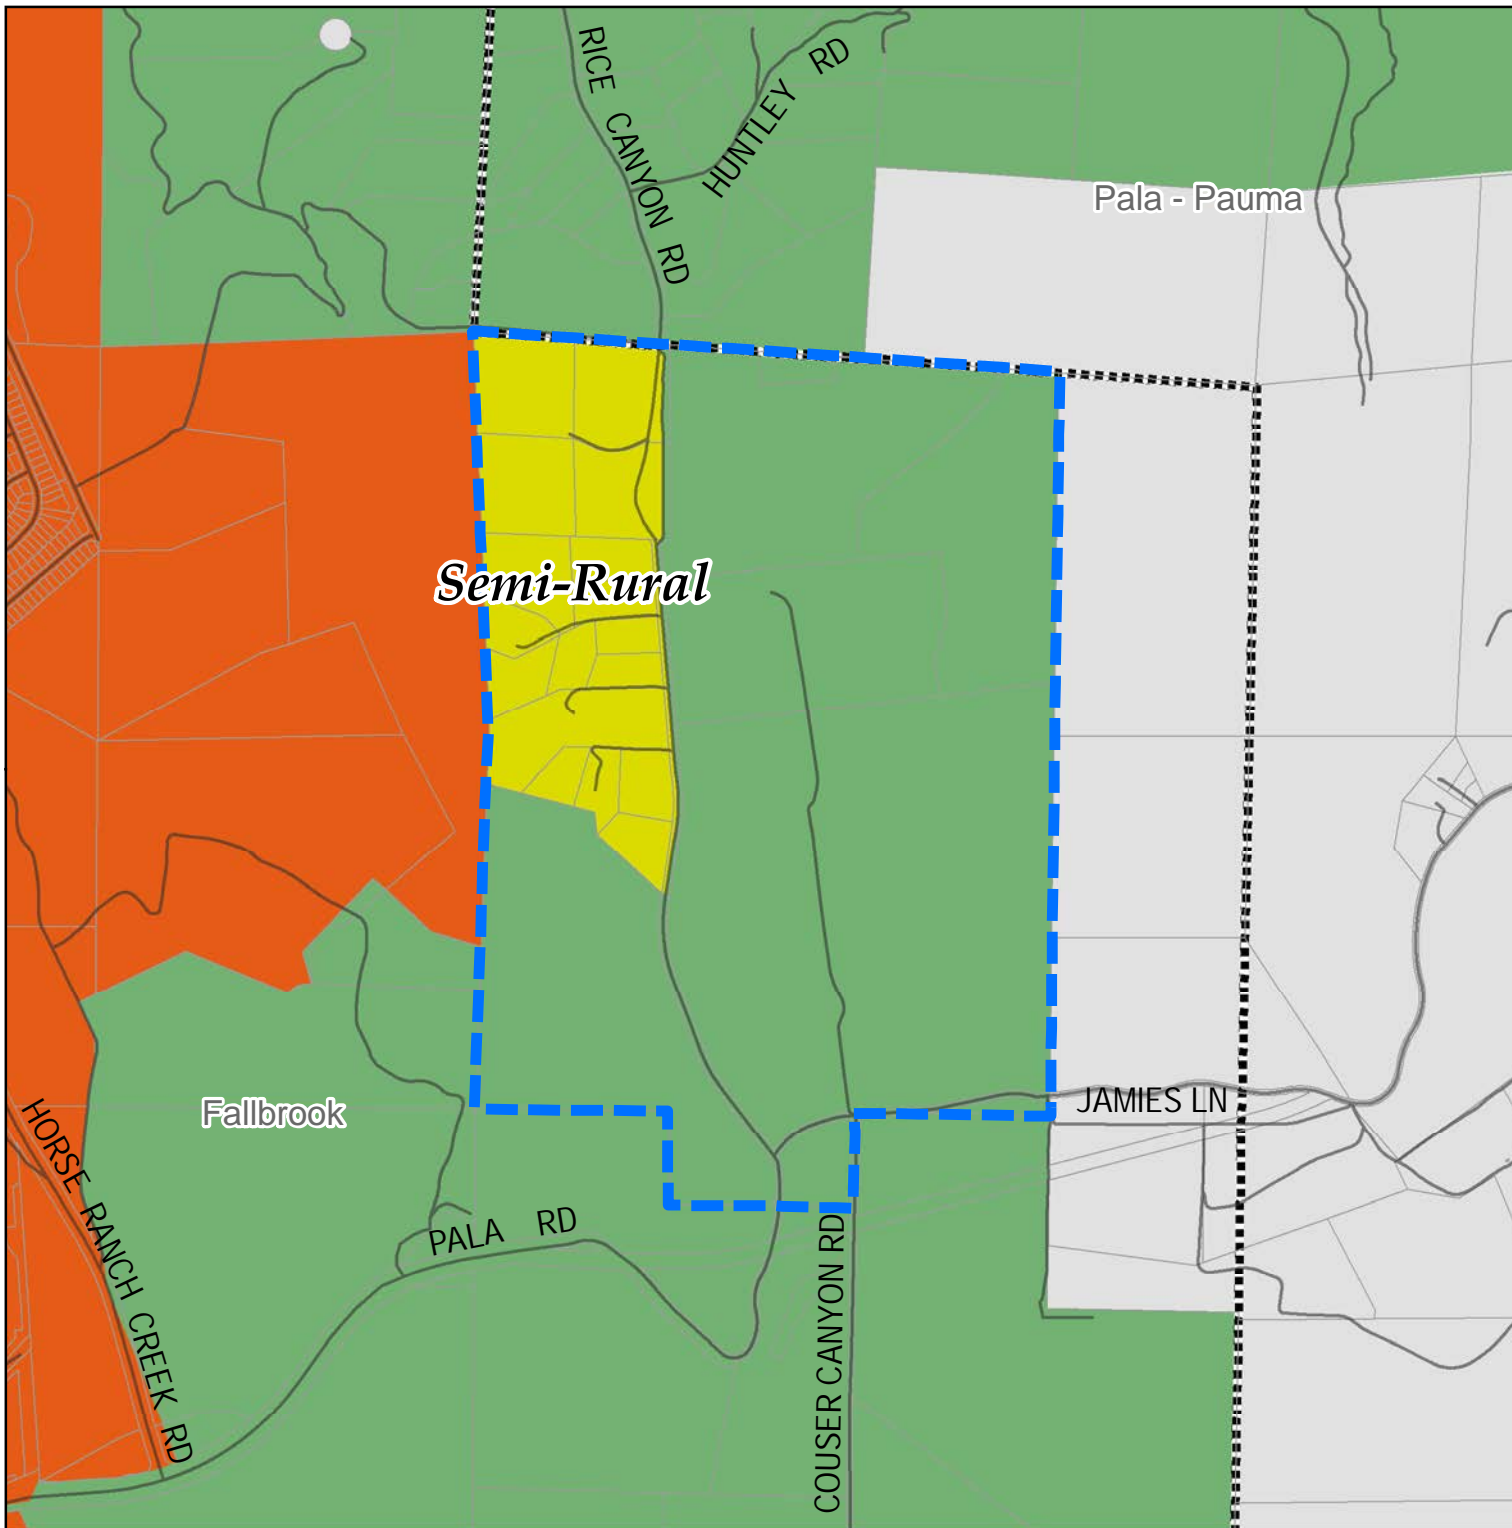 RICE CANYON RD
HUNTLEY RD
Pala - Pauma
Semi-Rural
JAMIES LN
Fallbrook
HORSE RANCH CREEK RD
PALA RD
COUSER CANYON RD